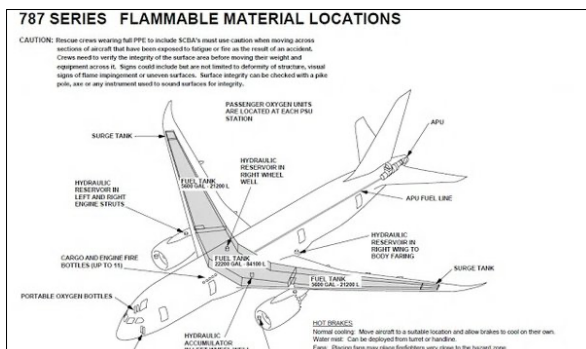 787 SERIES FLAMMABLE MATERIAL LOCATIONS
CAUTION: Rescue crews wearing full PPE to include SCBA's must use caution when moving across
sections of aircraft that have been exposed to fatigue or fire as the result of an accident.
Crews need to verify the integrity of the surface area before moving their weight and
equipment across it. Signs could include but are not limited to deformity of structure, visual
signs of flame impingement or uneven surfaces. Surface integrity can be checked with a pike
pole, axe or any instrument used to sound surfaces for integrity.
PASSENGER OXYGEN UNITS
ARE LOCATED AT EACH PSU
STATION
SURGE TANK
APU
HYDRAULIC
RESERVOIR IN
RIGHT WHEEL
WELL
FUEL TANK
5600 GAL - 21200 L
HYDRAULIC
RESERVOIR IN
LEFT AND RIGHT
ENGINE STRUTS
APU FUEL LINE
HYDRAULIC
RESERVOIR IN
RIGHT WING TO
BODY FARING
CARGO AND ENGINE FIRE
BOTTLES (UP TO 11)
FUEL TANK
22200 GAL - 84100 L
FUEL TANK
5600 GAL - 21200 L
SURGE TANK
PORTABLE OXYGEN BOTTLES
HYDRAULIC
ACCUMULATOR
HOT BRAKES
Normal cooling: Move aircraft to a suitable location and allow brakes to cool on their own.
Water mist: Can be deployed from turret or handline.